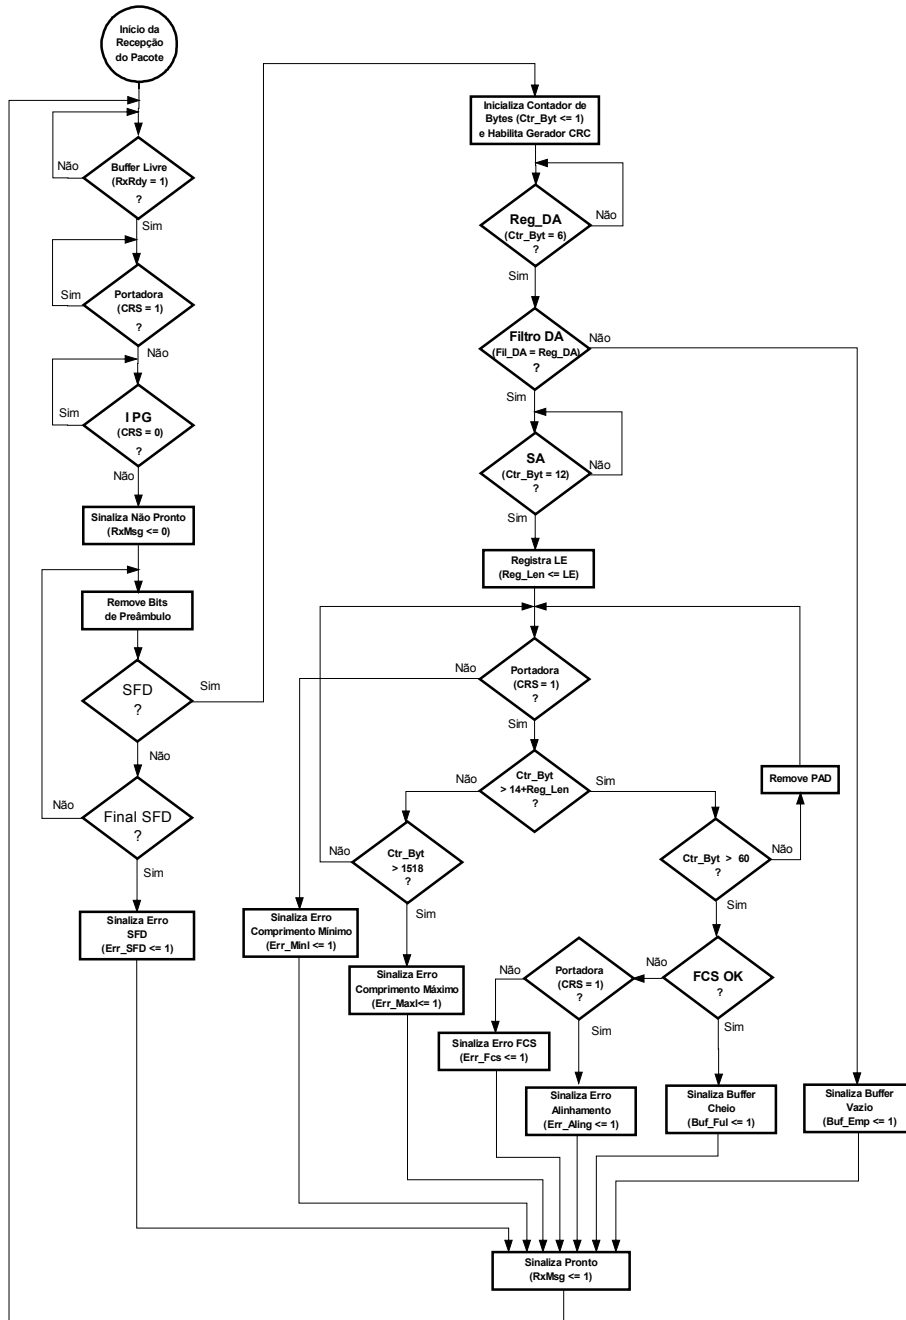 Início da
Recepção
do Pacote
Buffer Livre
(RxRdy = 1)
?
Não
Sim
Portadora
(CRS = 1)
?
Sim
Não
I PG
(CRS = 0)
?
Sim
Não
Sinaliza Não Pronto
(RxMsg <= 0)
Remove Bits
de Preâmbulo
SFD
?
Sim
Não
Final SFD
?
Não
Sim
Sinaliza Erro
SFD
(Err_SFD <= 1)
Inicializa Contador de
Bytes (Ctr_Byt <= 1)
e Habilita Gerador CRC
Reg_DA
(Ctr_Byt = 6)
?
Não
Sim
Filtro DA
(Fil_DA = Reg_DA)
?
Não
Sim
SA
(Ctr_Byt = 12)
?
Não
Sim
Registra LE
(Reg_Len <= LE)
Portadora
(CRS = 1)
?
Não
Sim
Ctr_Byt
> 14+Reg_Len
?
Não
Sim
Remove PAD
Ctr_Byt
> 1518
?
Não
Sim
Ctr_Byt > 60
?
Não
Sim
Sinaliza Erro
Comprimento Mínimo
(Err_Minl <= 1)
Sinaliza Erro
Comprimento Máximo
(Err_Maxl<= 1)
FCS OK
?
Não
Sim
Portadora
(CRS = 1)
?
Não
Sim
Sinaliza Erro FCS
(Err_Fcs <= 1)
Sinaliza Erro
Alinhamento
(Err_Aling <= 1)
Sinaliza Buffer
Cheio
(Buf_Ful <= 1)
Sinaliza Buffer
Vazio
(Buf_Emp <= 1)
Sinaliza Pronto
(RxMsg <= 1)